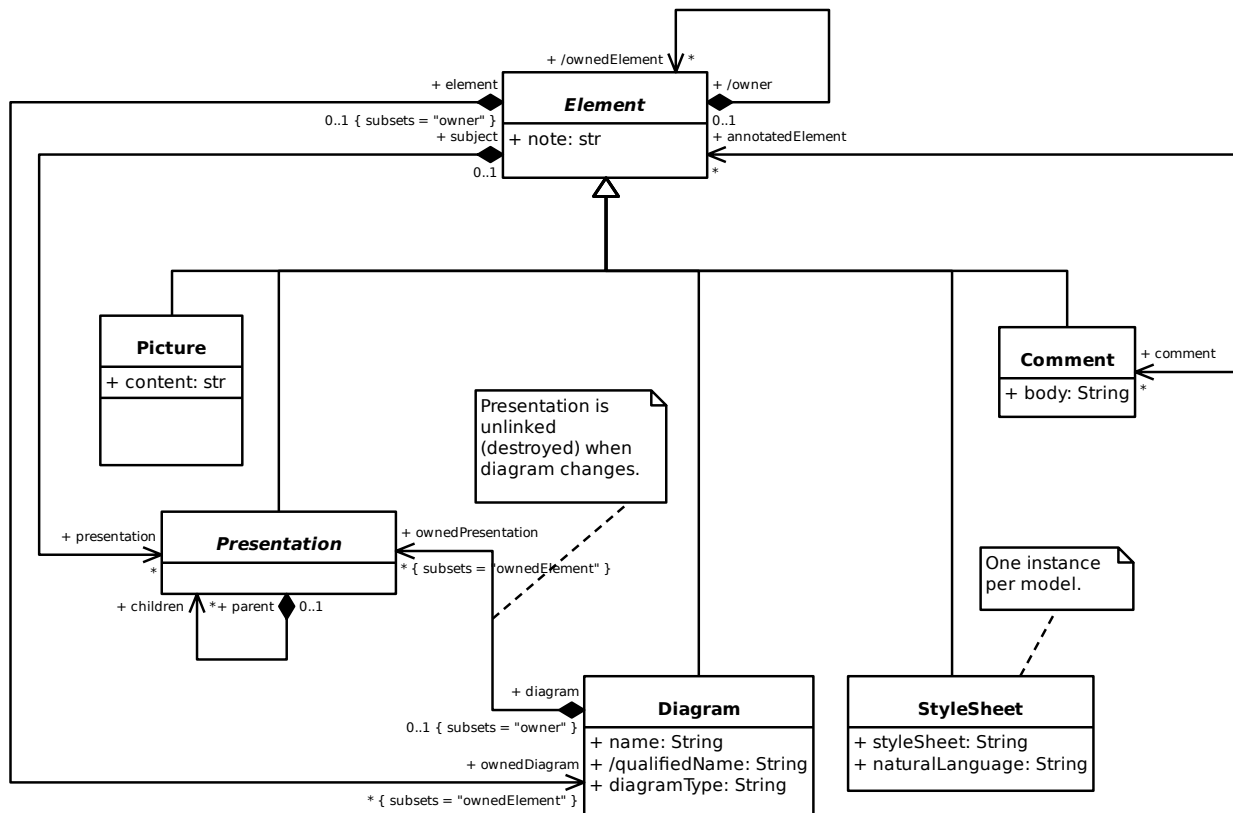 + /ownedElement
*
+ element
+ /owner
Element
0..1 { subsets = "owner" }
0..1
+ subject
+ note: str
+ annotatedElement
0..1
*
Picture
+ content: str
Comment
+ body: String
+ comment
*
Presentation is
unlinked
(destroyed) when
diagram changes.
+ presentation
*
Presentation
+ ownedPresentation
* { subsets = "ownedElement" }
+ children
*
+ parent
0..1
One instance
per model.
+ diagram
0..1 { subsets = "owner" }
Diagram
+ name: String
+ /qualifiedName: String
+ diagramType: String
+ ownedDiagram
* { subsets = "ownedElement" }
StyleSheet
+ styleSheet: String
+ naturalLanguage: String